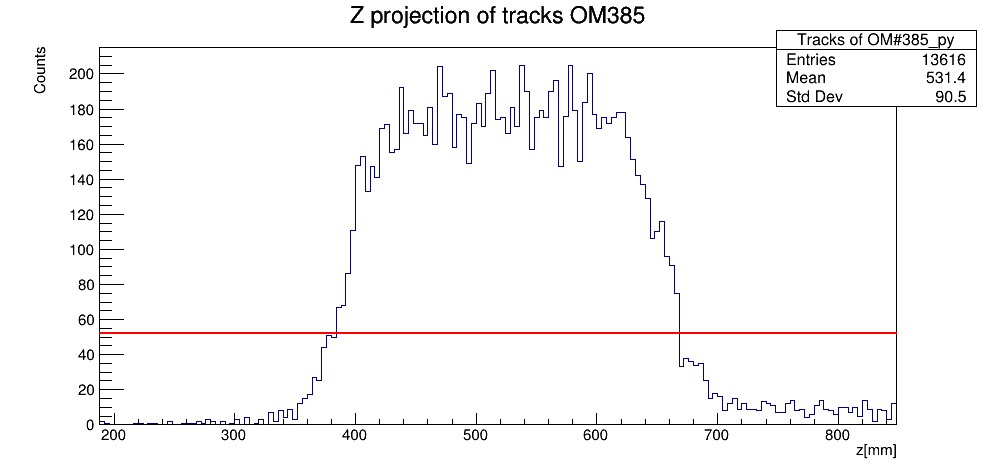 Z projection of tracks OM385
Counts
Tracks of OM#385_py
Entries 13616
Mean 531.4
Std Dev 90.5
200
180
160
140
120
100
80
60
40
20
0
200 300 400 500 600 700 800
z[mm]